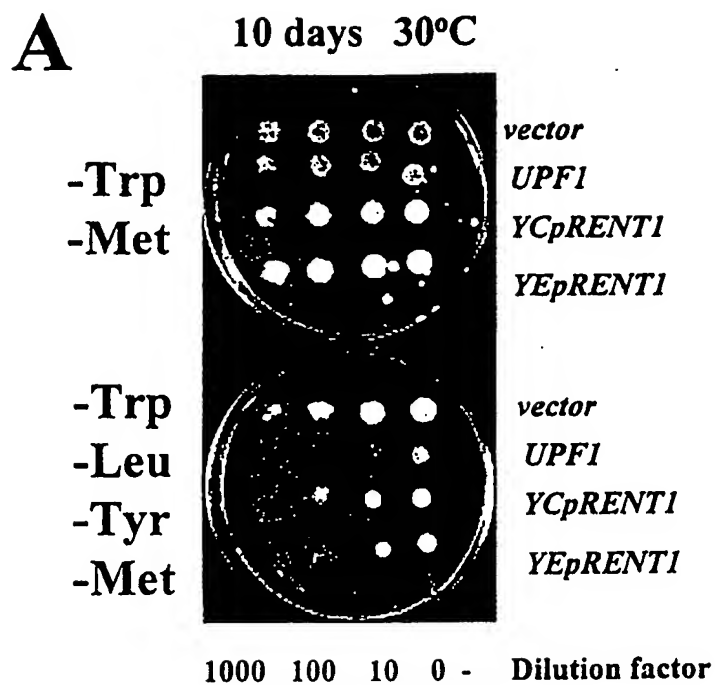 A
10 days 30ºC
-Trp
-Met
vector
UPF1
YCpRENT1
YEpRENT1
-Trp
-Leu
-Tyr
-Met
vector
UPF1
YCpRENT1
YEpRENT1
1000 100 10 0 - Dilution factor